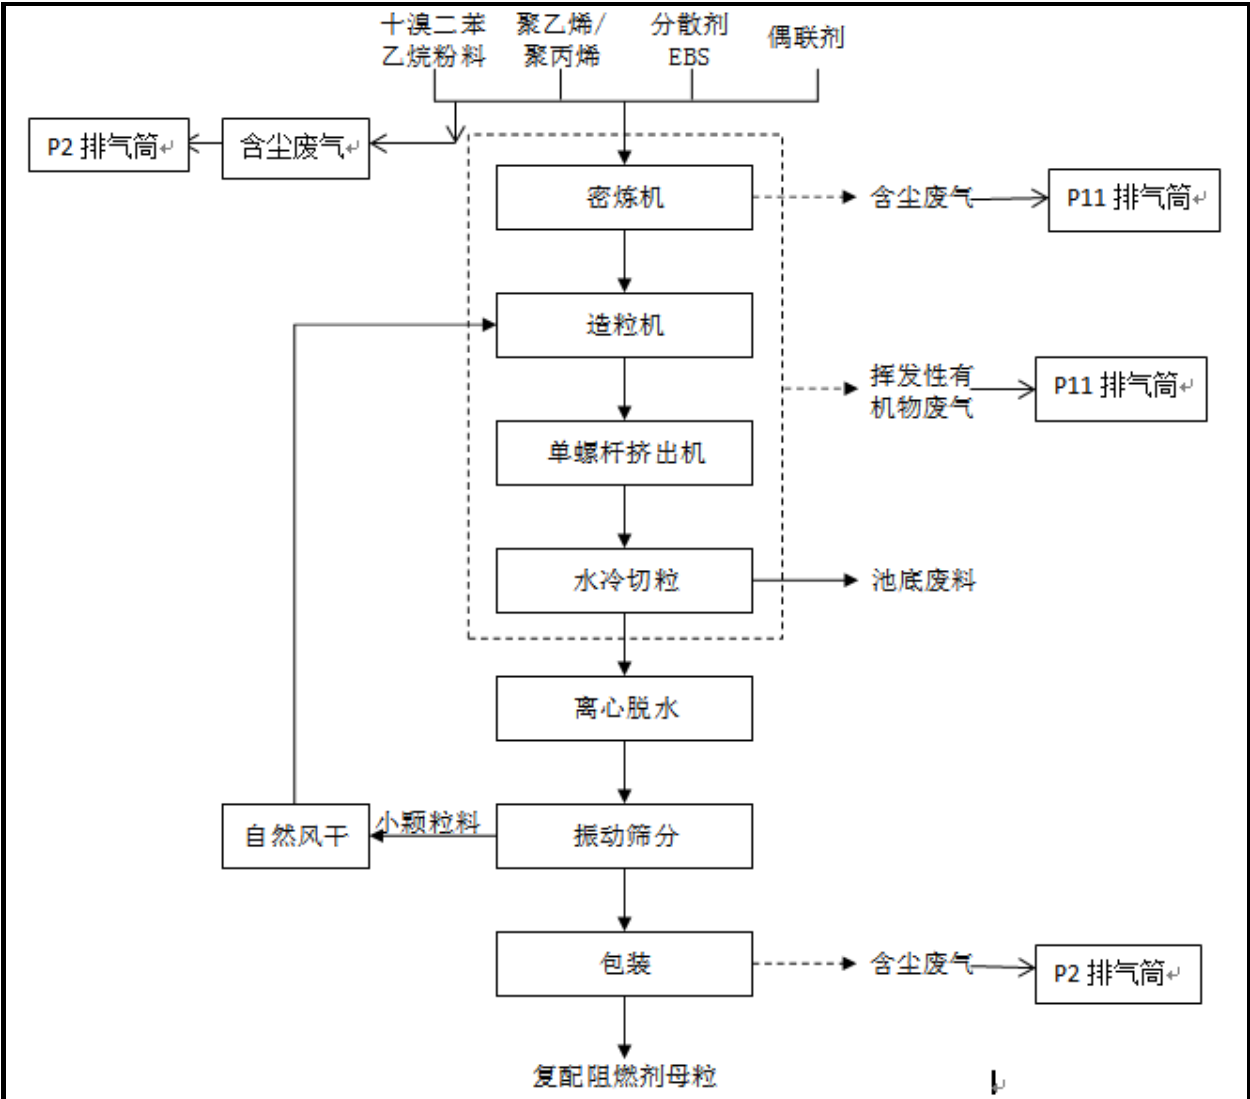 十溴二苯
乙烷粉料
聚乙烯/
聚丙烯
分散剂
EBS
偶联剂
P2 排气筒
含尘废气
密炼机
含尘废气
P11 排气筒
造粒机
挥发性有
机物废气
P11 排气筒
单螺杆挤出机
水冷切粒
池底废料
离心脱水
自然风干
小颗粒料
振动筛分
包装
含尘废气
P2 排气筒
复配阻燃剂母粒